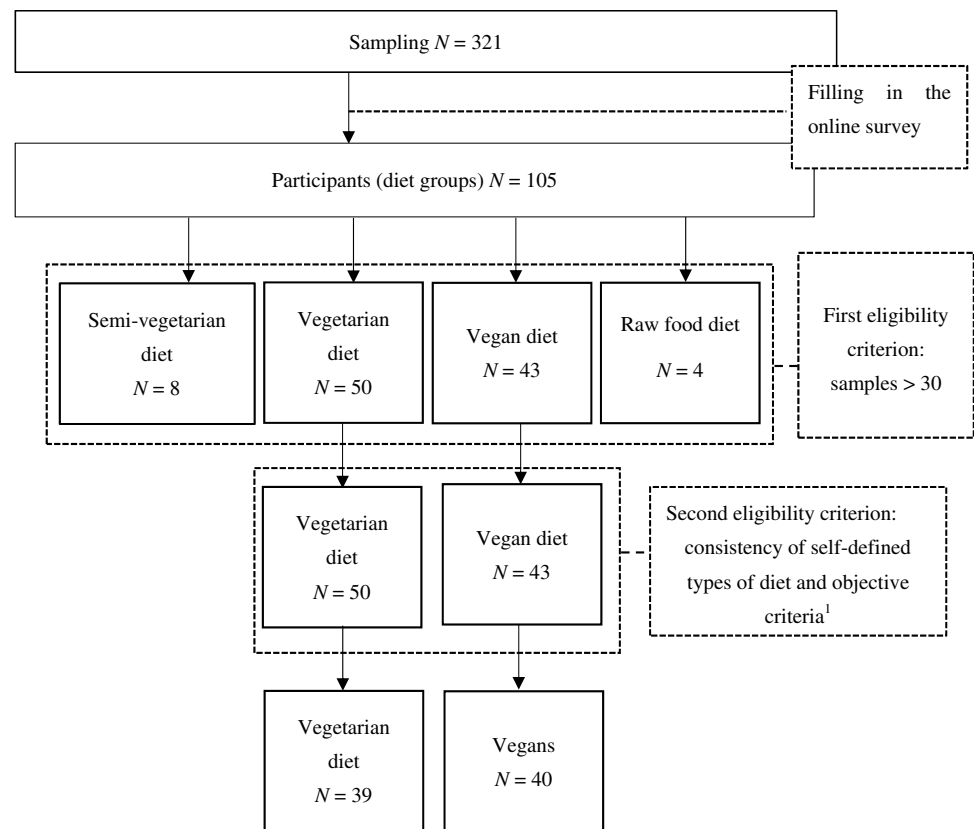 Sampling N = 321
Filling in the
online survey
Participants (diet groups) N = 105
Semi-vegetarian
diet
N = 8
Vegetarian
diet
N = 50
Vegan diet
N = 43
Raw food diet
N = 4
First eligibility
criterion:
samples > 30
Vegetarian
diet
N = 50
Vegan diet
N = 43
Second eligibility criterion:
consistency of self-defined
types of diet and objective
criteria¹
Vegetarian
diet
N = 39
Vegans
N = 40